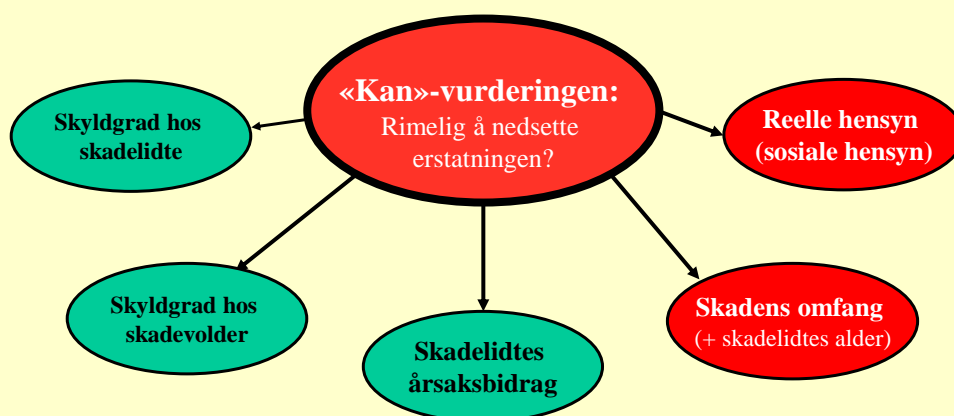 «Kan»-vurderingen:
Rimelig å nedsette
erstatningen?
Skyldgrad hos
skadelidte
Reelle hensyn
(sosiale hensyn)
Skyldgrad hos
skadevolder
Skadelidtes
årsaksbidrag
Skadens omfang
(+ skadelidtes alder)